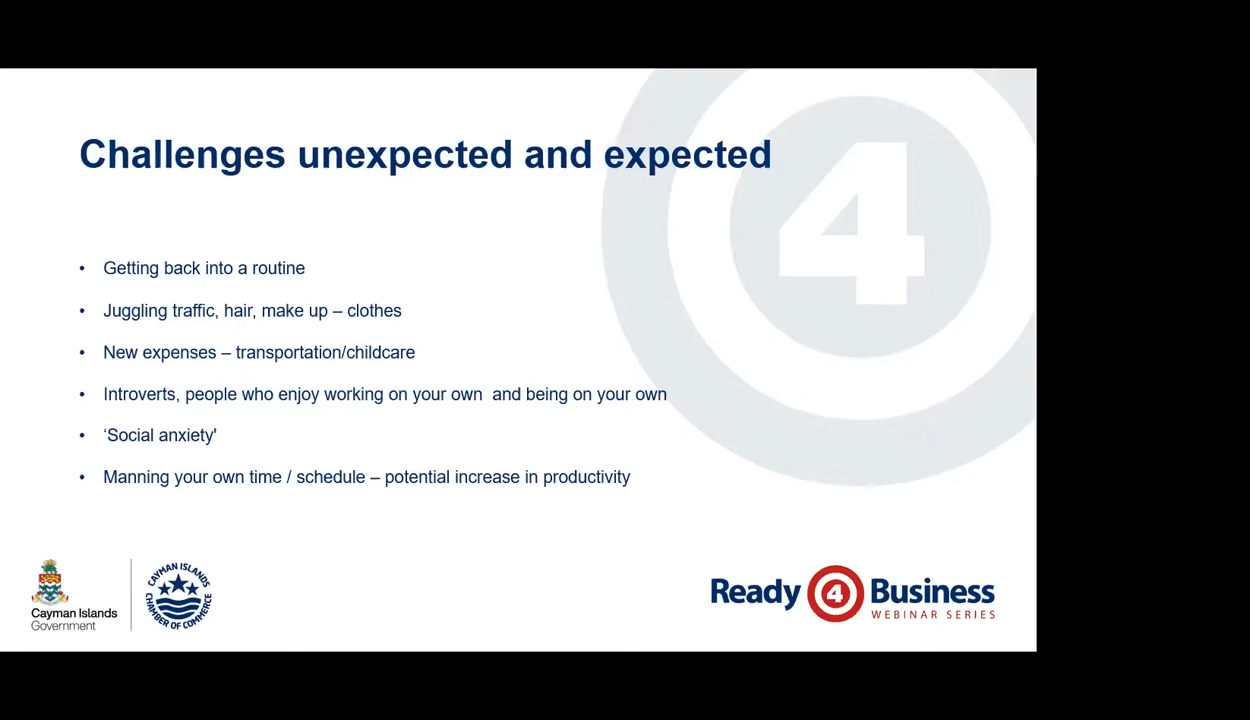 Challenges unexpected and expected
• Getting back into a routine
• Juggling traffic, hair, make up – clothes
• New expenses – transportation/childcare
• Introverts, people who enjoy working on your own  and being on your own
• ‘Social anxiety'
• Manning your own time / schedule – potential increase in productivity
4
Cayman Islands
Government
CAYMAN ISLANDS
CHAMBER OF COMMERCE
Ready 4 Business
WEBINAR SERIES